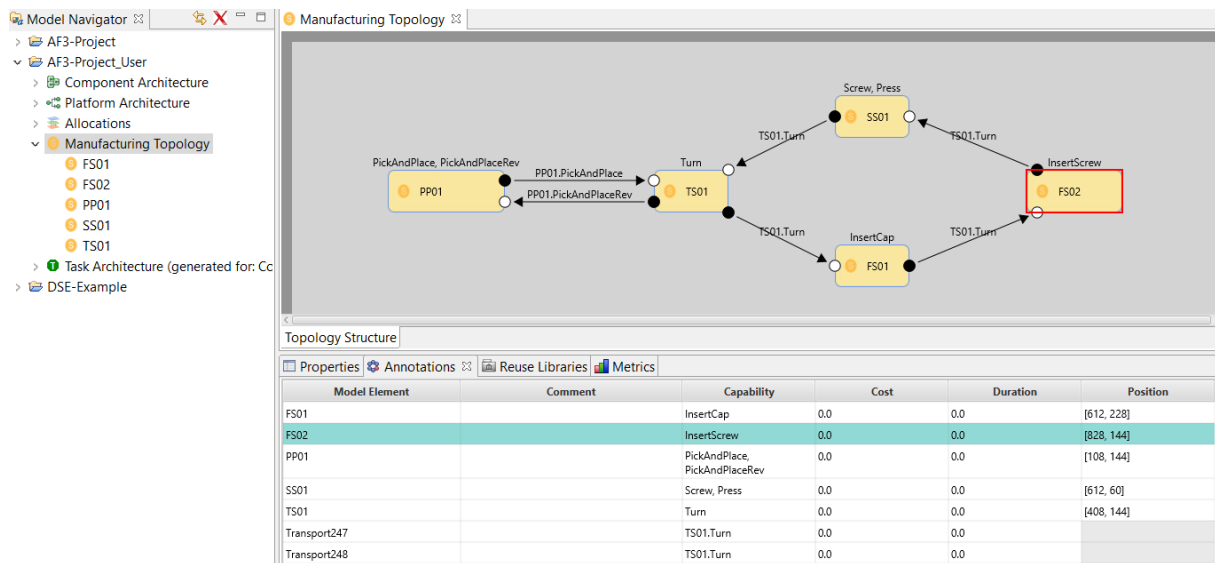 Model Navigator
Manufacturing Topology
AF3-Project
AF3-Project_User
Component Architecture
Platform Architecture
Allocations
Manufacturing Topology
S FS01
S FS02
S PP01
S SS01
S TS01
T Task Architecture (generated for: Cc
DSE-Example
Screw, Press
S SS01
TS01.Turn
TS01.Turn
PickAndPlace, PickAndPlaceRev
PP01.PickAndPlace
Turn
InsertScrew
S PP01
PP01.PickAndPlaceRev
S TS01
S FS02
TS01.Turn
InsertCap
TS01.Turn
S FS01
Topology Structure
Properties Annotations Reuse Libraries Metrics
Model Element Comment Capability Cost Duration Position
FS01 InsertCap 0.0 0.0 [612, 228]
FS02 InsertScrew 0.0 0.0 [828, 144]
PP01 PickAndPlace, 0.0 0.0 [108, 144]
PickAndPlaceRev
SS01 Screw, Press 0.0 0.0 [612, 60]
TS01 Turn 0.0 0.0 [408, 144]
Transport247 TS01.Turn 0.0 0.0
Transport248 TS01.Turn 0.0 0.0